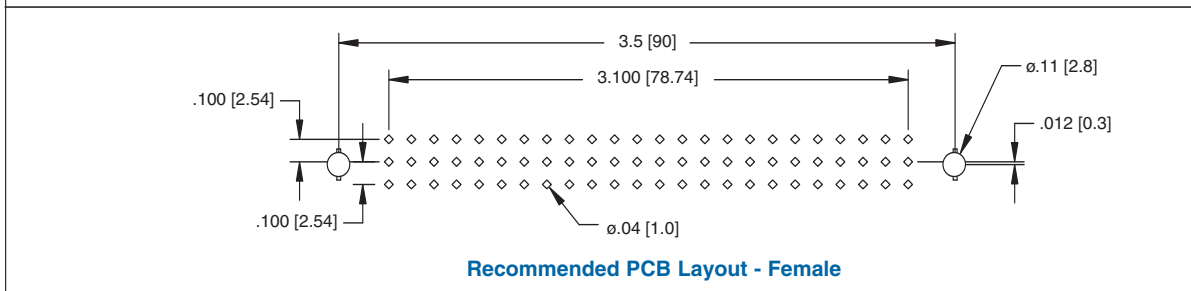 3.5 [90]
ø.11 [2.8]
3.100 [78.74]
.100 [2.54]
.012 [0.3]
.100 [2.54]
ø.04 [1.0]
Recommended PCB Layout - Female